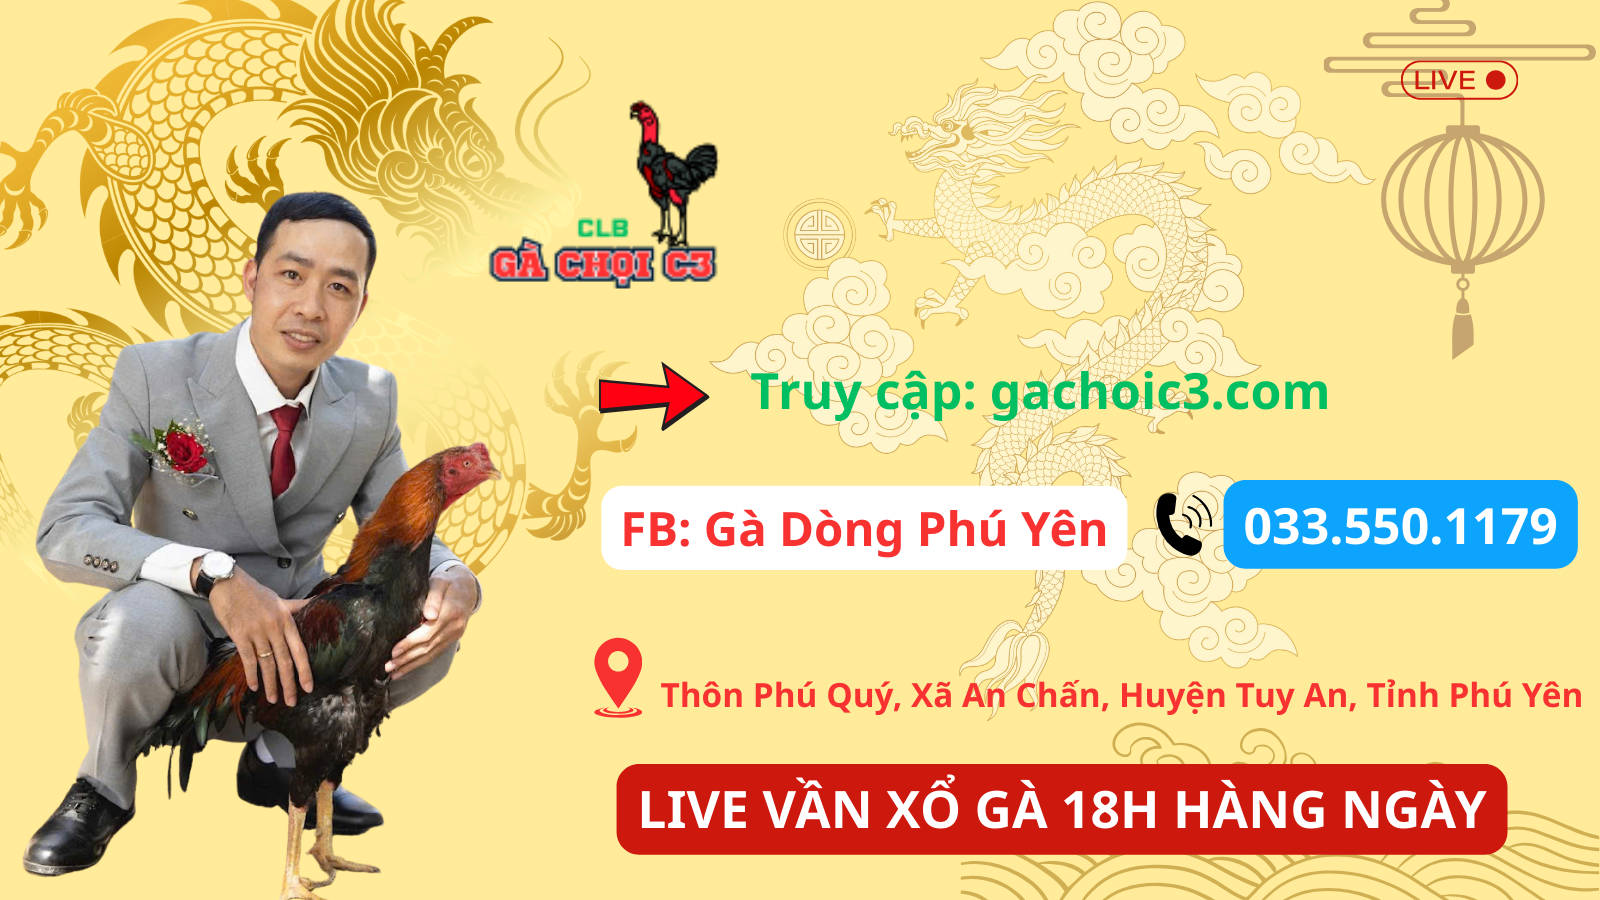 LIVE
CLB
GÀ CHỌI C3
Truy cập: gachoic3.com
FB: Gà Dòng Phú Yên
033.550.1179
Thôn Phú Quý, Xã An Chấn, Huyện Tuy An, Tỉnh Phú Yên
LIVE VẦN XỔ GÀ 18H HÀNG NGÀY